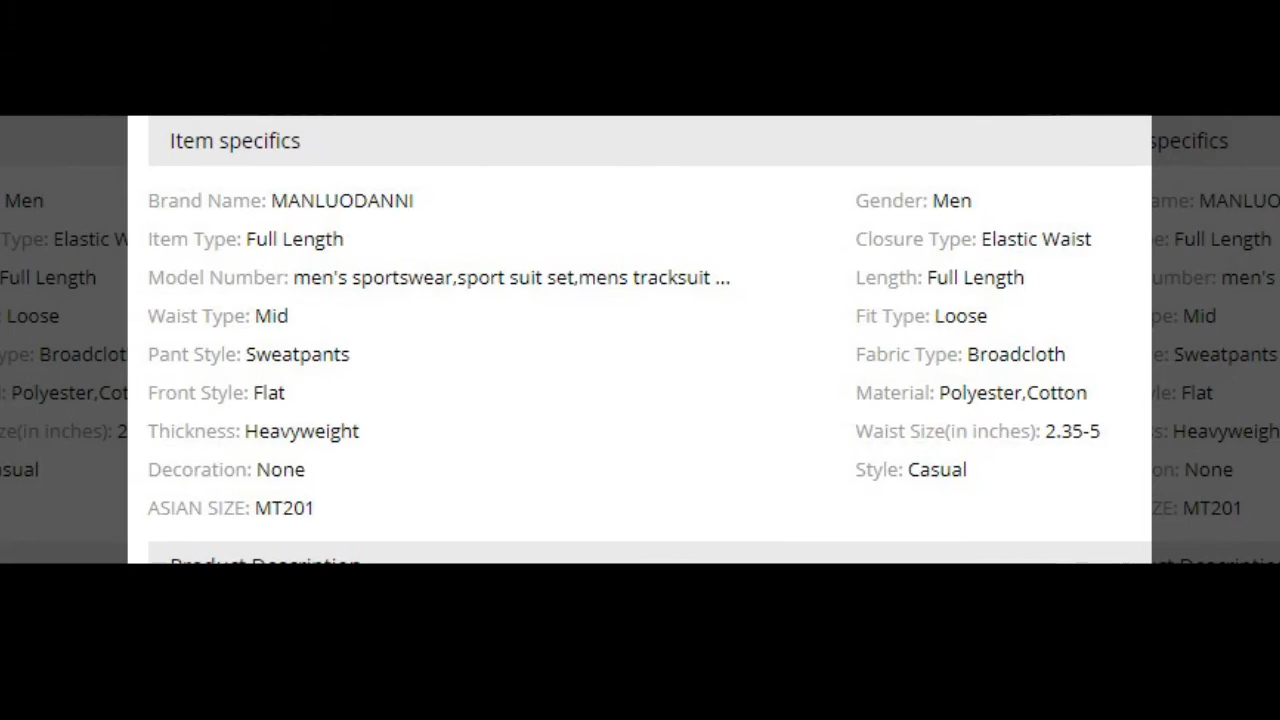 Item specifics
Brand Name: MANLUODANNI
Gender: Men
Item Type: Full Length
Closure Type: Elastic Waist
Model Number: men's sportswear,sport suit set,mens tracksuit ...
Length: Full Length
Waist Type: Mid
Fit Type: Loose
Pant Style: Sweatpants
Fabric Type: Broadcloth
Front Style: Flat
Material: Polyester,Cotton
Thickness: Heavyweight
Waist Size(in inches): 2.35-5
Decoration: None
Style: Casual
ASIAN SIZE: MT201
Product Description